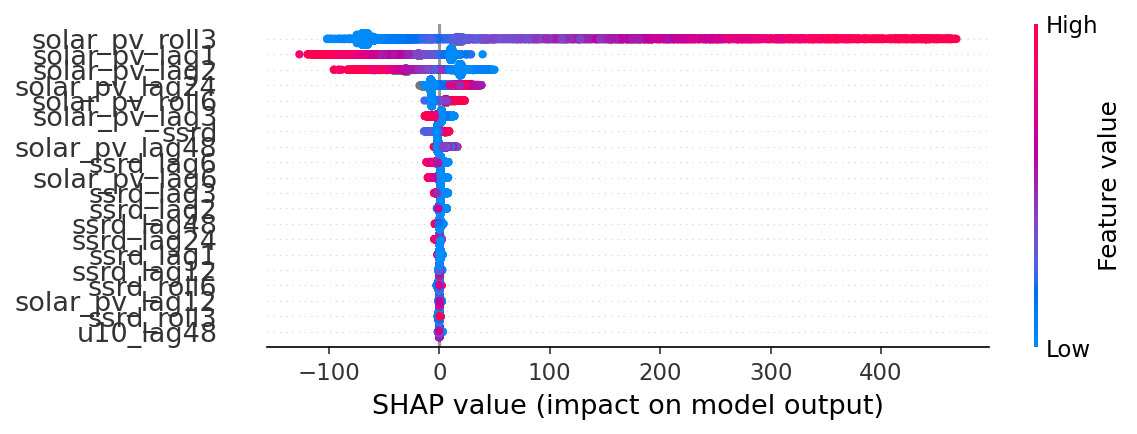 solar_pv_roll3
solar_pv_lag1
solar_pv_lag2
solar_pv_lag24
solar_pv_roll6
solar_pv_lag3
ssrd
solar_pv_lag48
ssrd_lag6
solar_pv_lag6
ssrd_lag3
ssrd_lag2
ssrd_lag48
ssrd_lag24
ssrd_lag1
ssrd_lag12
ssrd_roll6
solar_pv_lag12
ssrd_roll3
u10_lag48
−100 0 100 200 300 400
SHAP value (impact on model output)
High
Feature value
Low